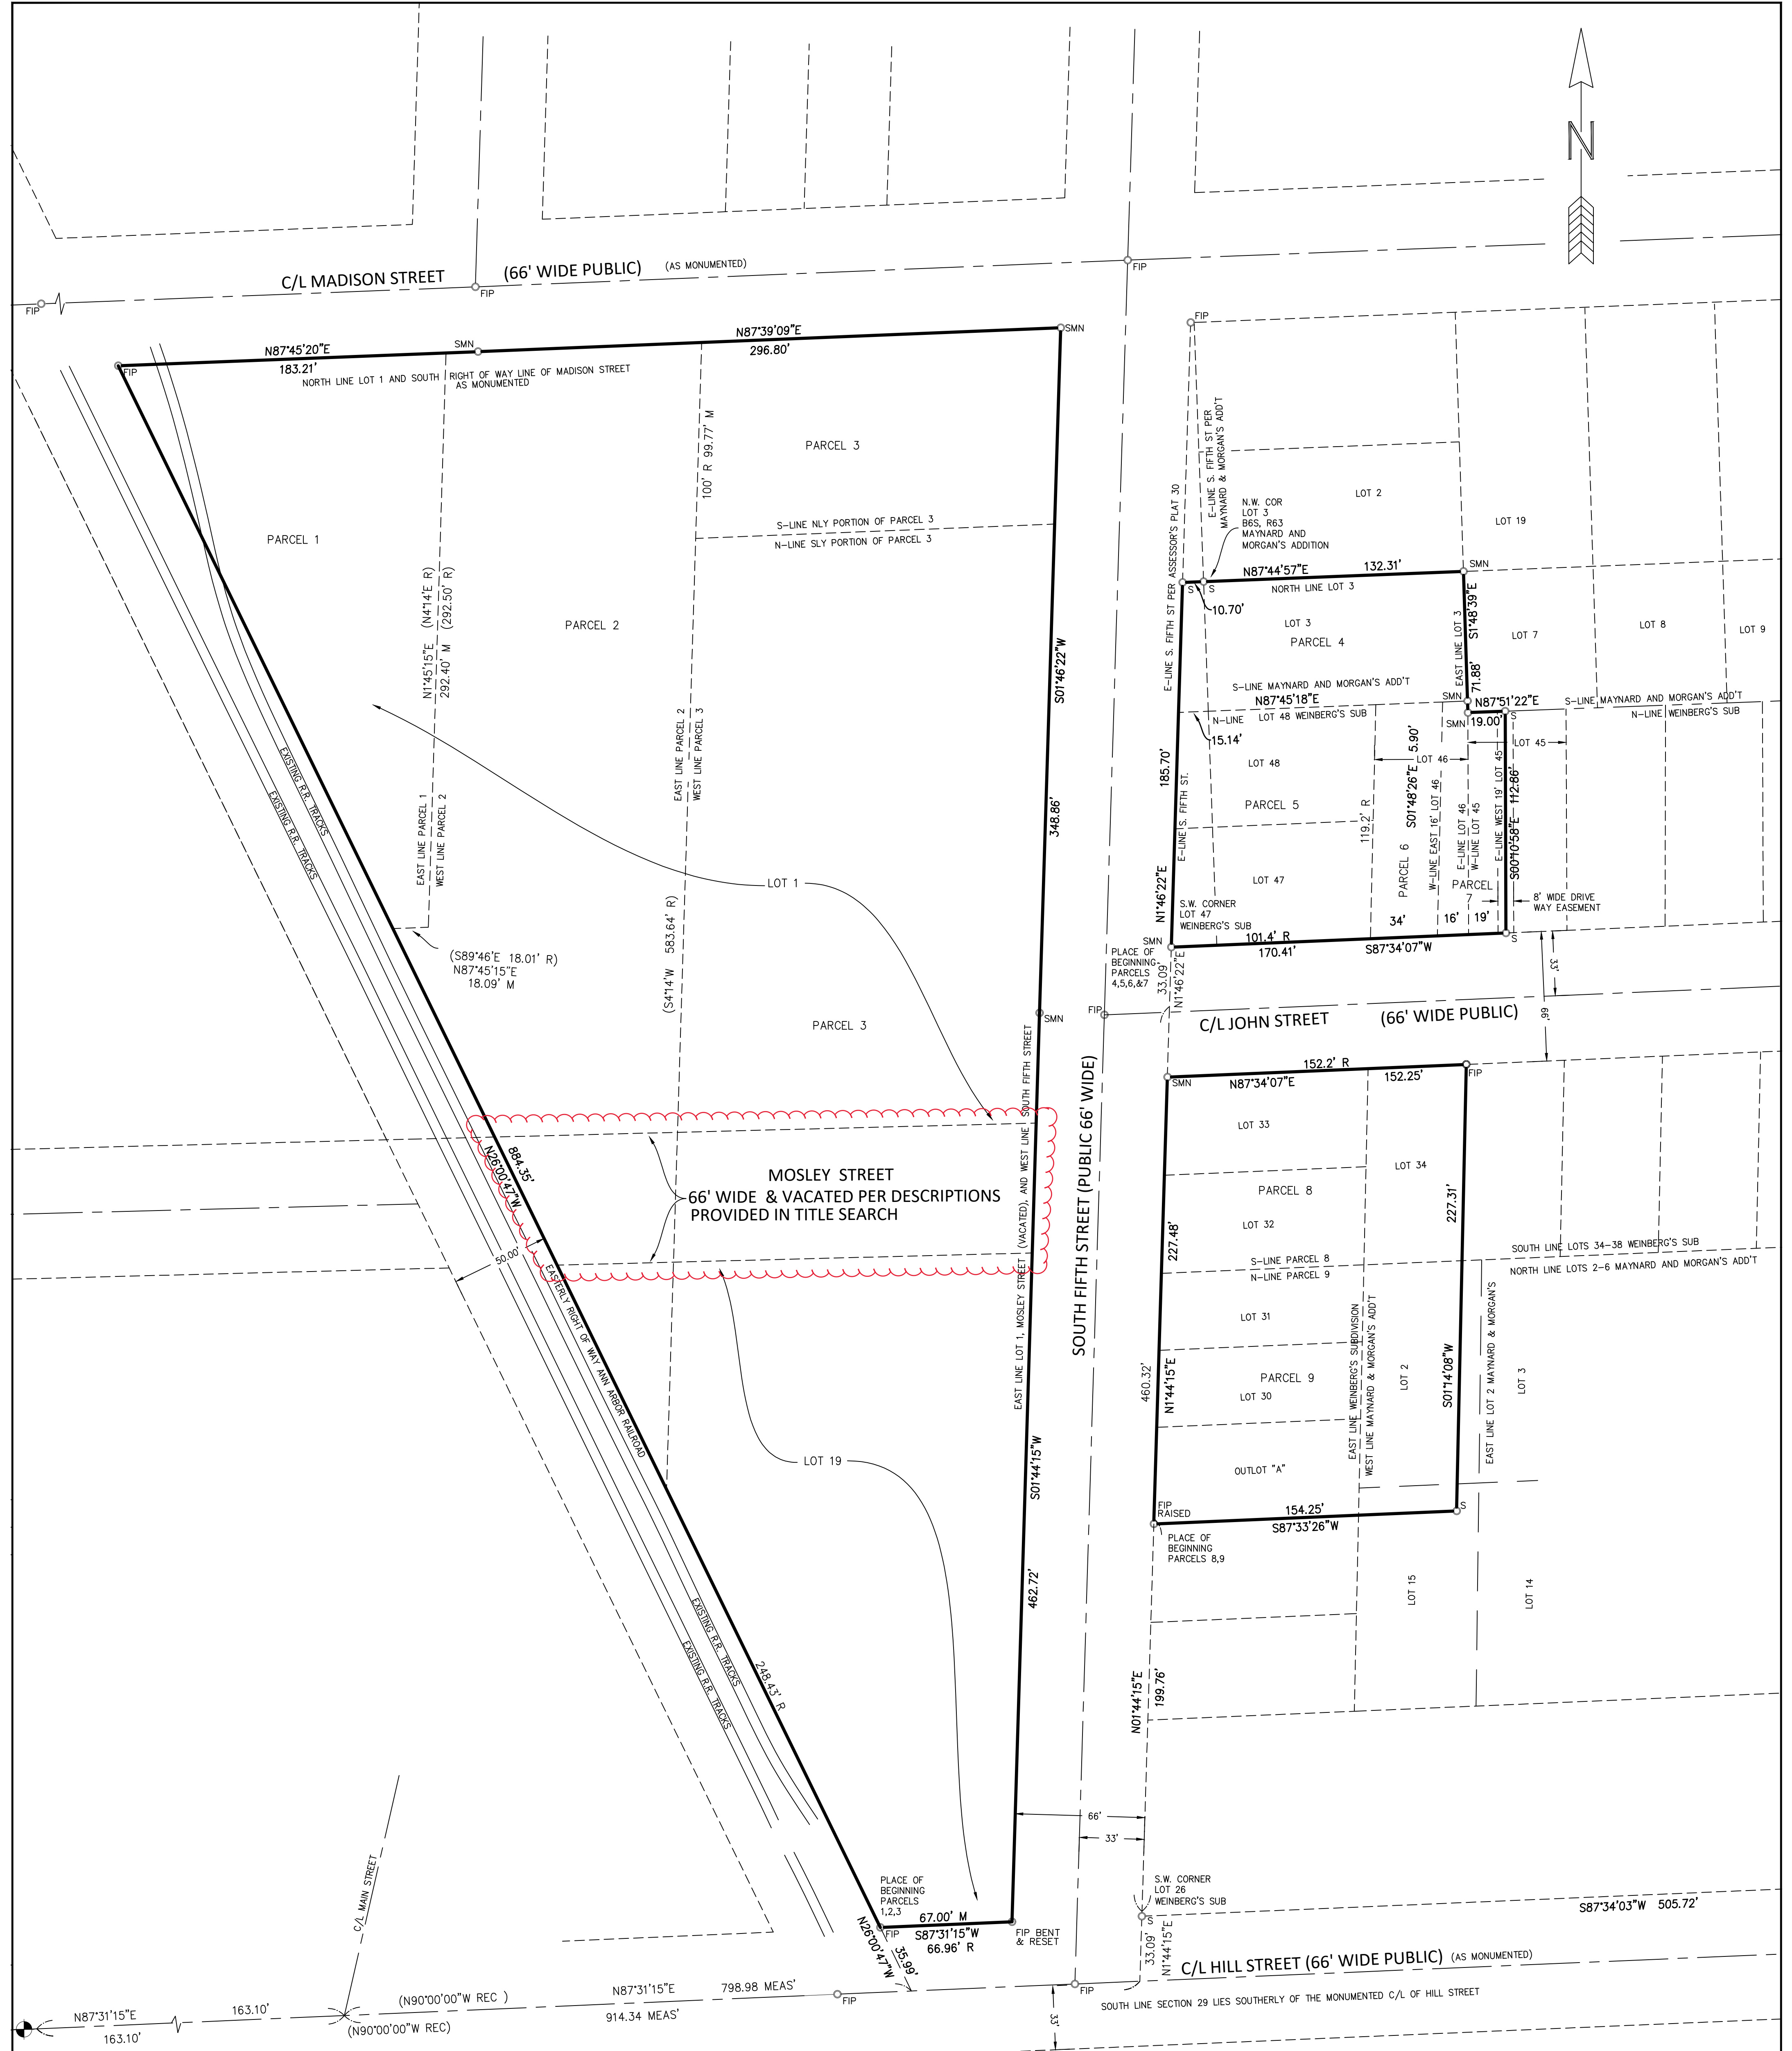 N
C/L MADISON STREET (66' WIDE PUBLIC) (AS MONUMENTED)
FIP
FIP
FIP
FIP
N87°45'20"E
183.21'
SMN
N87°39'09"E
296.80'
SMN
FIP
NORTH LINE LOT 1 AND SOUTH RIGHT OF WAY LINE OF MADISON STREET
AS MONUMENTED
PARCEL 1
PARCEL 2
PARCEL 3
100' R 99.77' M
S-LINE NLY PORTION OF PARCEL 3
N-LINE SLY PORTION OF PARCEL 3
N1°45'15"E (N4°14'E R)
292.40' M (292.50' R)
EAST LINE PARCEL 1
WEST LINE PARCEL 2
EAST LINE PARCEL 2
WEST LINE PARCEL 3
(S89°46'E 18.01' R)
N87°45'15"E
18.09' M
(S4°14'W 583.64' R)
LOT 1
PARCEL 3
S01°46'22"W
348.86'
SMN
EXISTING R.R. TRACKS
EXISTING R.R. TRACKS
MOSLEY STREET
66' WIDE & VACATED PER DESCRIPTIONS
PROVIDED IN TITLE SEARCH
884.35'
N26°00'47"W
50.00'
EASTERLY RIGHT OF WAY ANN ARBOR RAILROAD
EAST LINE LOT 1, MOSLEY STREET (VACATED), AND WEST LINE SOUTH FIFTH STREET
S01°44'15"W
462.72'
LOT 19
EXISTING R.R. TRACKS
EXISTING R.R. TRACKS
248.43' R
PLACE OF
BEGINNING
PARCELS
1,2,3
FIP
67.00' M
S87°31'15"W
66.96' R
FIP BENT
& RESET
N26°00'47"W
35.99'
C/L MAIN STREET
N87°31'15"E 163.10'
163.10'
(N90°00'00"W REC )
(N90°00'00"W REC)
N87°31'15"E 798.98 MEAS'
914.34 MEAS'
FIP
FIP
SOUTH FIFTH STREET (PUBLIC 66' WIDE)
E-LINE S. FIFTH ST PER ASSESSOR'S PLAT 30
E-LINE S. FIFTH ST PER
MAYNARD & MORGAN'S ADD'T
N.W. COR
LOT 3
B6S, R63
MAYNARD AND
MORGAN'S ADDITION
LOT 2
LOT 19
N87°44'57"E 132.31'
SMN
S
S
10.70'
NORTH LINE LOT 3
LOT 3
PARCEL 4
EAST LINE LOT 3
S1°48'39"E
71.88'
LOT 7
LOT 8
LOT 9
S-LINE MAYNARD AND MORGAN'S ADD'T
N87°45'18"E
SMN
N87°51'22"E
S-LINE MAYNARD AND MORGAN'S ADD'T
N-LINE WEINBERG'S SUB
N-LINE LOT 48 WEINBERG'S SUB
15.14'
SMN
19.00'
S
LOT 45
LOT 46
LOT 48
PARCEL 5
LOT 47
185.70'
E-LINE S. FIFTH ST.
N1°46'22"E
119.2' R
S01°48'26"E 5.90'
PARCEL 6
W-LINE EAST 16' LOT 46
E-LINE LOT 46
W-LINE LOT 45
E-LINE WEST 19' LOT 45
S00°10'58"E 112.86'
PARCEL
7
8' WIDE DRIVE
WAY EASEMENT
S.W. CORNER
LOT 47
WEINBERG'S SUB
34'
16'
19'
SMN
101.4' R
170.41'
S87°34'07"W
S
PLACE OF
BEGINNING
PARCELS
4,5,6,&7
33.09'
N1°46'22"E
33'
66'
FIP
C/L JOHN STREET (66' WIDE PUBLIC)
152.2' R
SMN
N87°34'07"E
152.25'
FIP
LOT 33
LOT 34
PARCEL 8
LOT 32
227.48'
227.31'
S-LINE PARCEL 8
N-LINE PARCEL 9
SOUTH LINE LOTS 34-38 WEINBERG'S SUB
NORTH LINE LOTS 2-6 MAYNARD AND MORGAN'S ADD'T
LOT 31
PARCEL 9
LOT 30
460.32'
N1°44'15"E
EAST LINE WEINBERG'S SUBDIVISION
WEST LINE MAYNARD & MORGAN'S ADD'T
LOT 2
S01°14'08"W
EAST LINE LOT 2 MAYNARD & MORGAN'S
LOT 3
OUTLOT "A"
FIP
RAISED
154.25'
S87°33'26"W
S
PLACE OF
BEGINNING
PARCELS 8,9
LOT 15
LOT 14
N01°44'15"E
199.76'
66'
33'
S.W. CORNER
LOT 26
WEINBERG'S SUB
S
S87°34'03"W 505.72'
33.09'
N1°44'15"E
C/L HILL STREET (66' WIDE PUBLIC) (AS MONUMENTED)
SOUTH LINE SECTION 29 LIES SOUTHERLY OF THE MONUMENTED C/L OF HILL STREET
33'